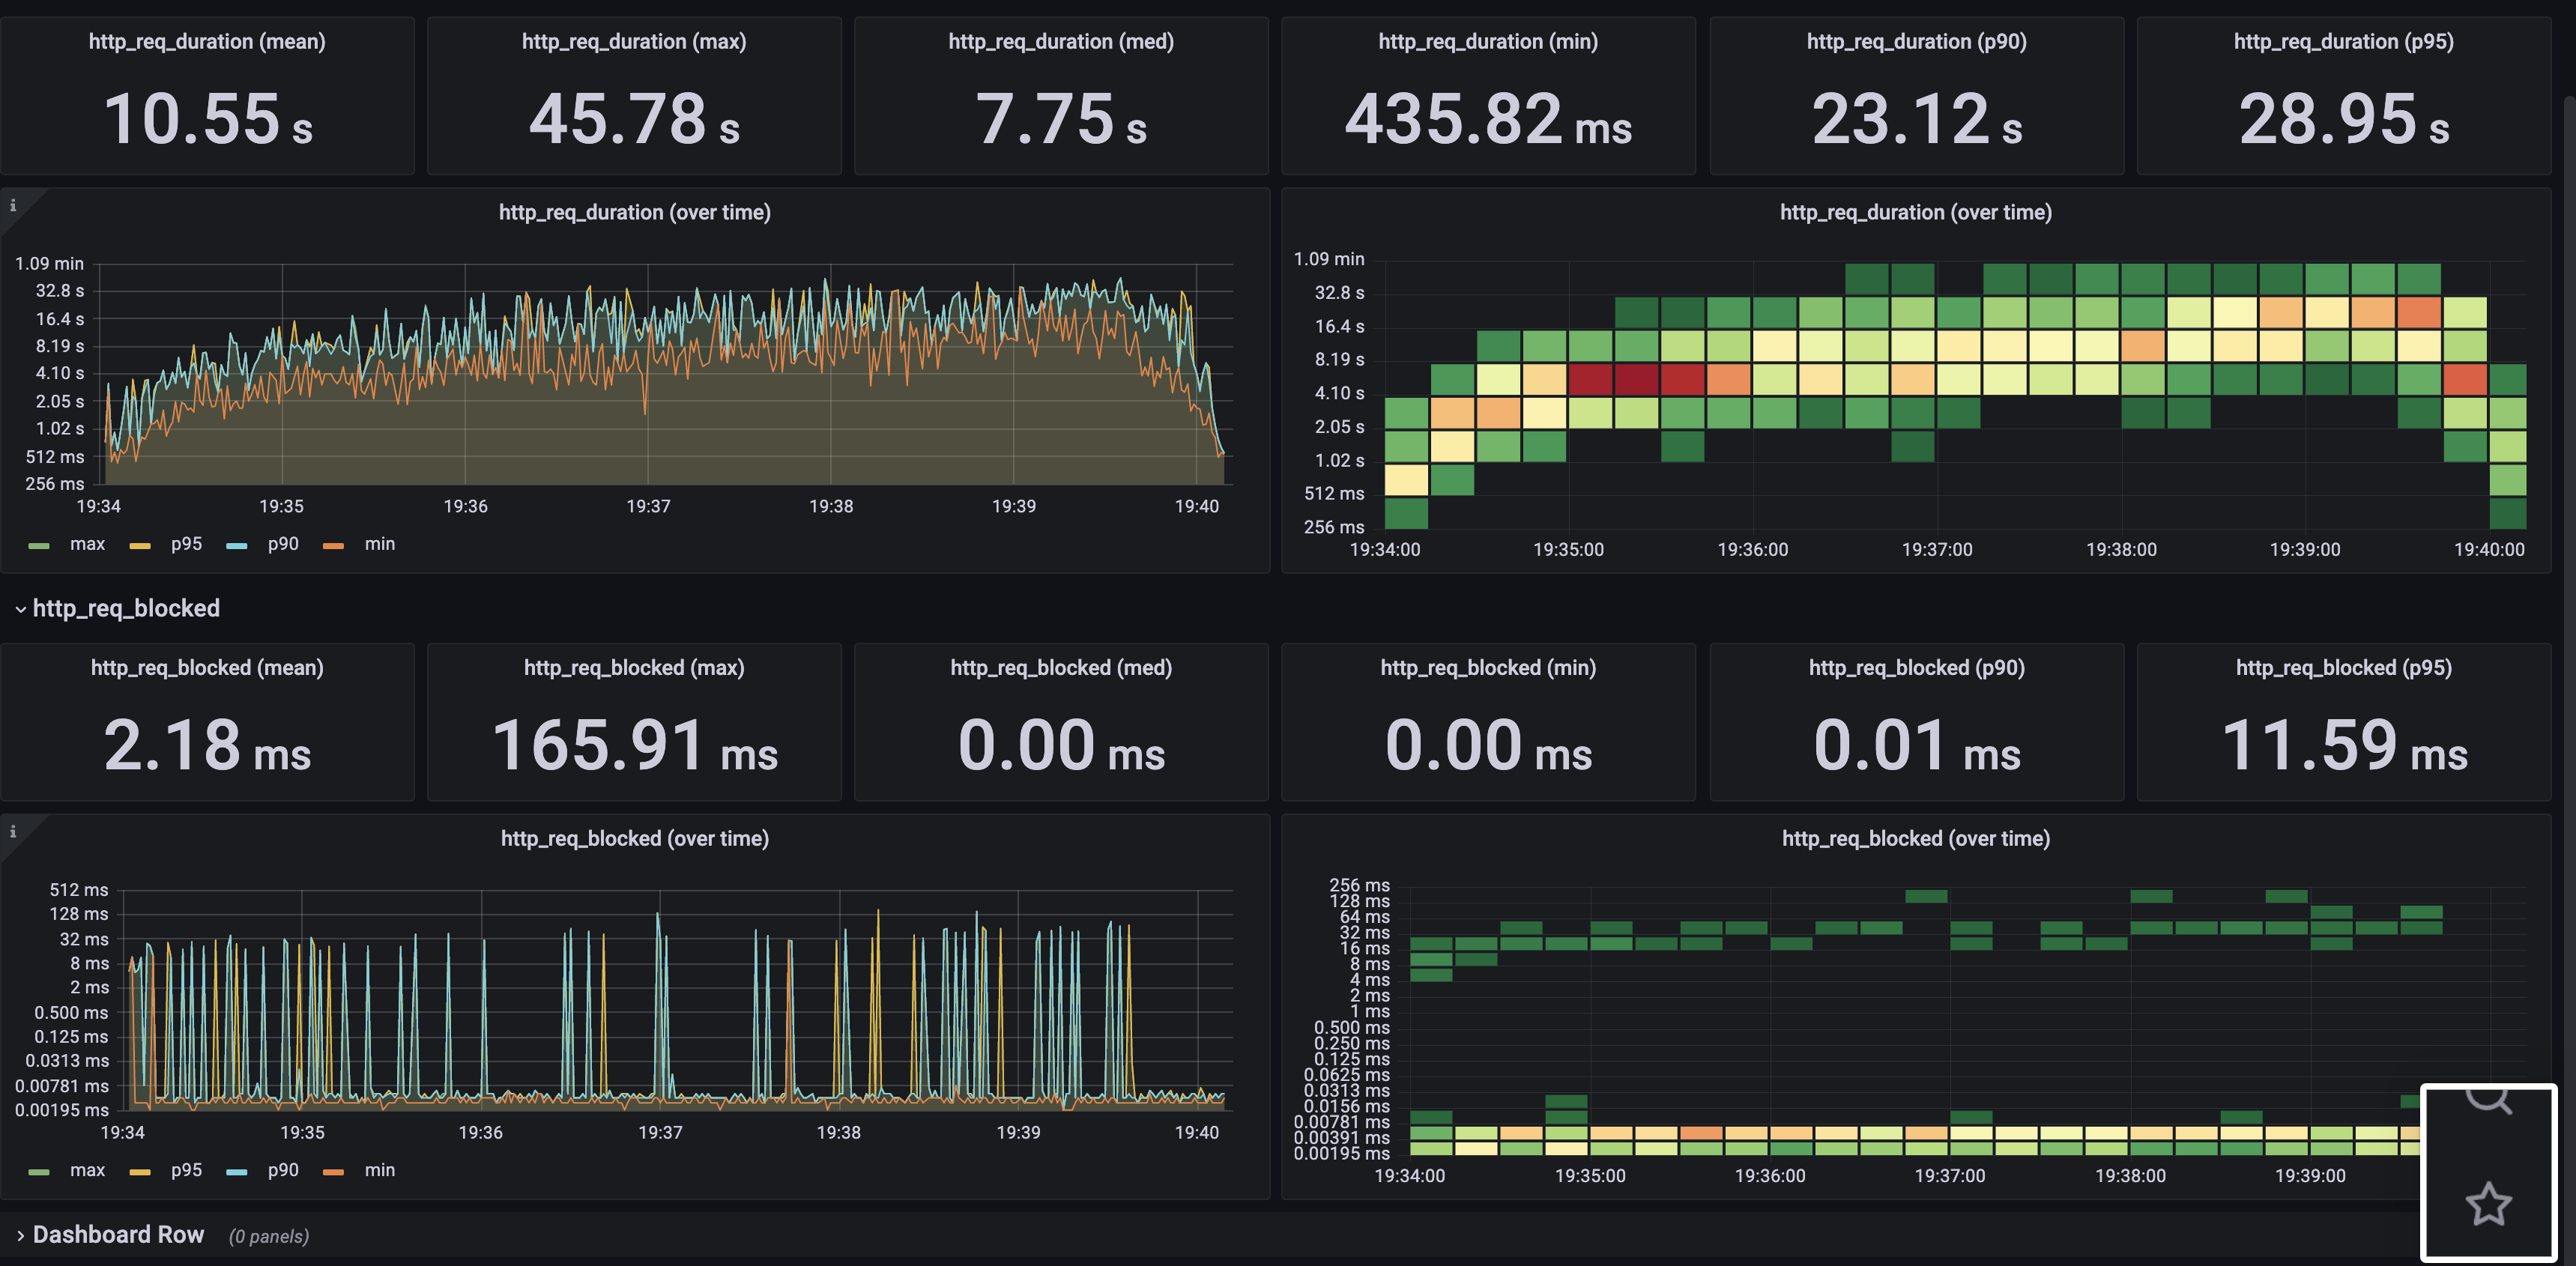 http_req_duration (mean)
10.55 s
http_req_duration (max)
45.78 s
http_req_duration (med)
7.75 s
http_req_duration (min)
435.82 ms
http_req_duration (p90)
23.12 s
http_req_duration (p95)
28.95 s
i
http_req_duration (over time)
1.09 min
32.8 s
16.4 s
8.19 s
4.10 s
2.05 s
1.02 s
512 ms
256 ms
19:34 19:35 19:36 19:37 19:38 19:39 19:40
max p95 p90 min
http_req_duration (over time)
1.09 min
32.8 s
16.4 s
8.19 s
4.10 s
2.05 s
1.02 s
512 ms
256 ms
19:34:00 19:35:00 19:36:00 19:37:00 19:38:00 19:39:00 19:40:00
http_req_blocked
http_req_blocked (mean)
2.18 ms
http_req_blocked (max)
165.91 ms
http_req_blocked (med)
0.00 ms
http_req_blocked (min)
0.00 ms
http_req_blocked (p90)
0.01 ms
http_req_blocked (p95)
11.59 ms
i
http_req_blocked (over time)
512 ms
128 ms
32 ms
8 ms
2 ms
0.500 ms
0.125 ms
0.0313 ms
0.00781 ms
0.00195 ms
19:34 19:35 19:36 19:37 19:38 19:39 19:40
max p95 p90 min
http_req_blocked (over time)
256 ms
128 ms
64 ms
32 ms
16 ms
8 ms
4 ms
2 ms
1 ms
0.500 ms
0.250 ms
0.125 ms
0.0625 ms
0.0313 ms
0.0156 ms
0.00781 ms
0.00391 ms
0.00195 ms
19:34:00 19:35:00 19:36:00 19:37:00 19:38:00 19:39:00
Dashboard Row (0 panels)